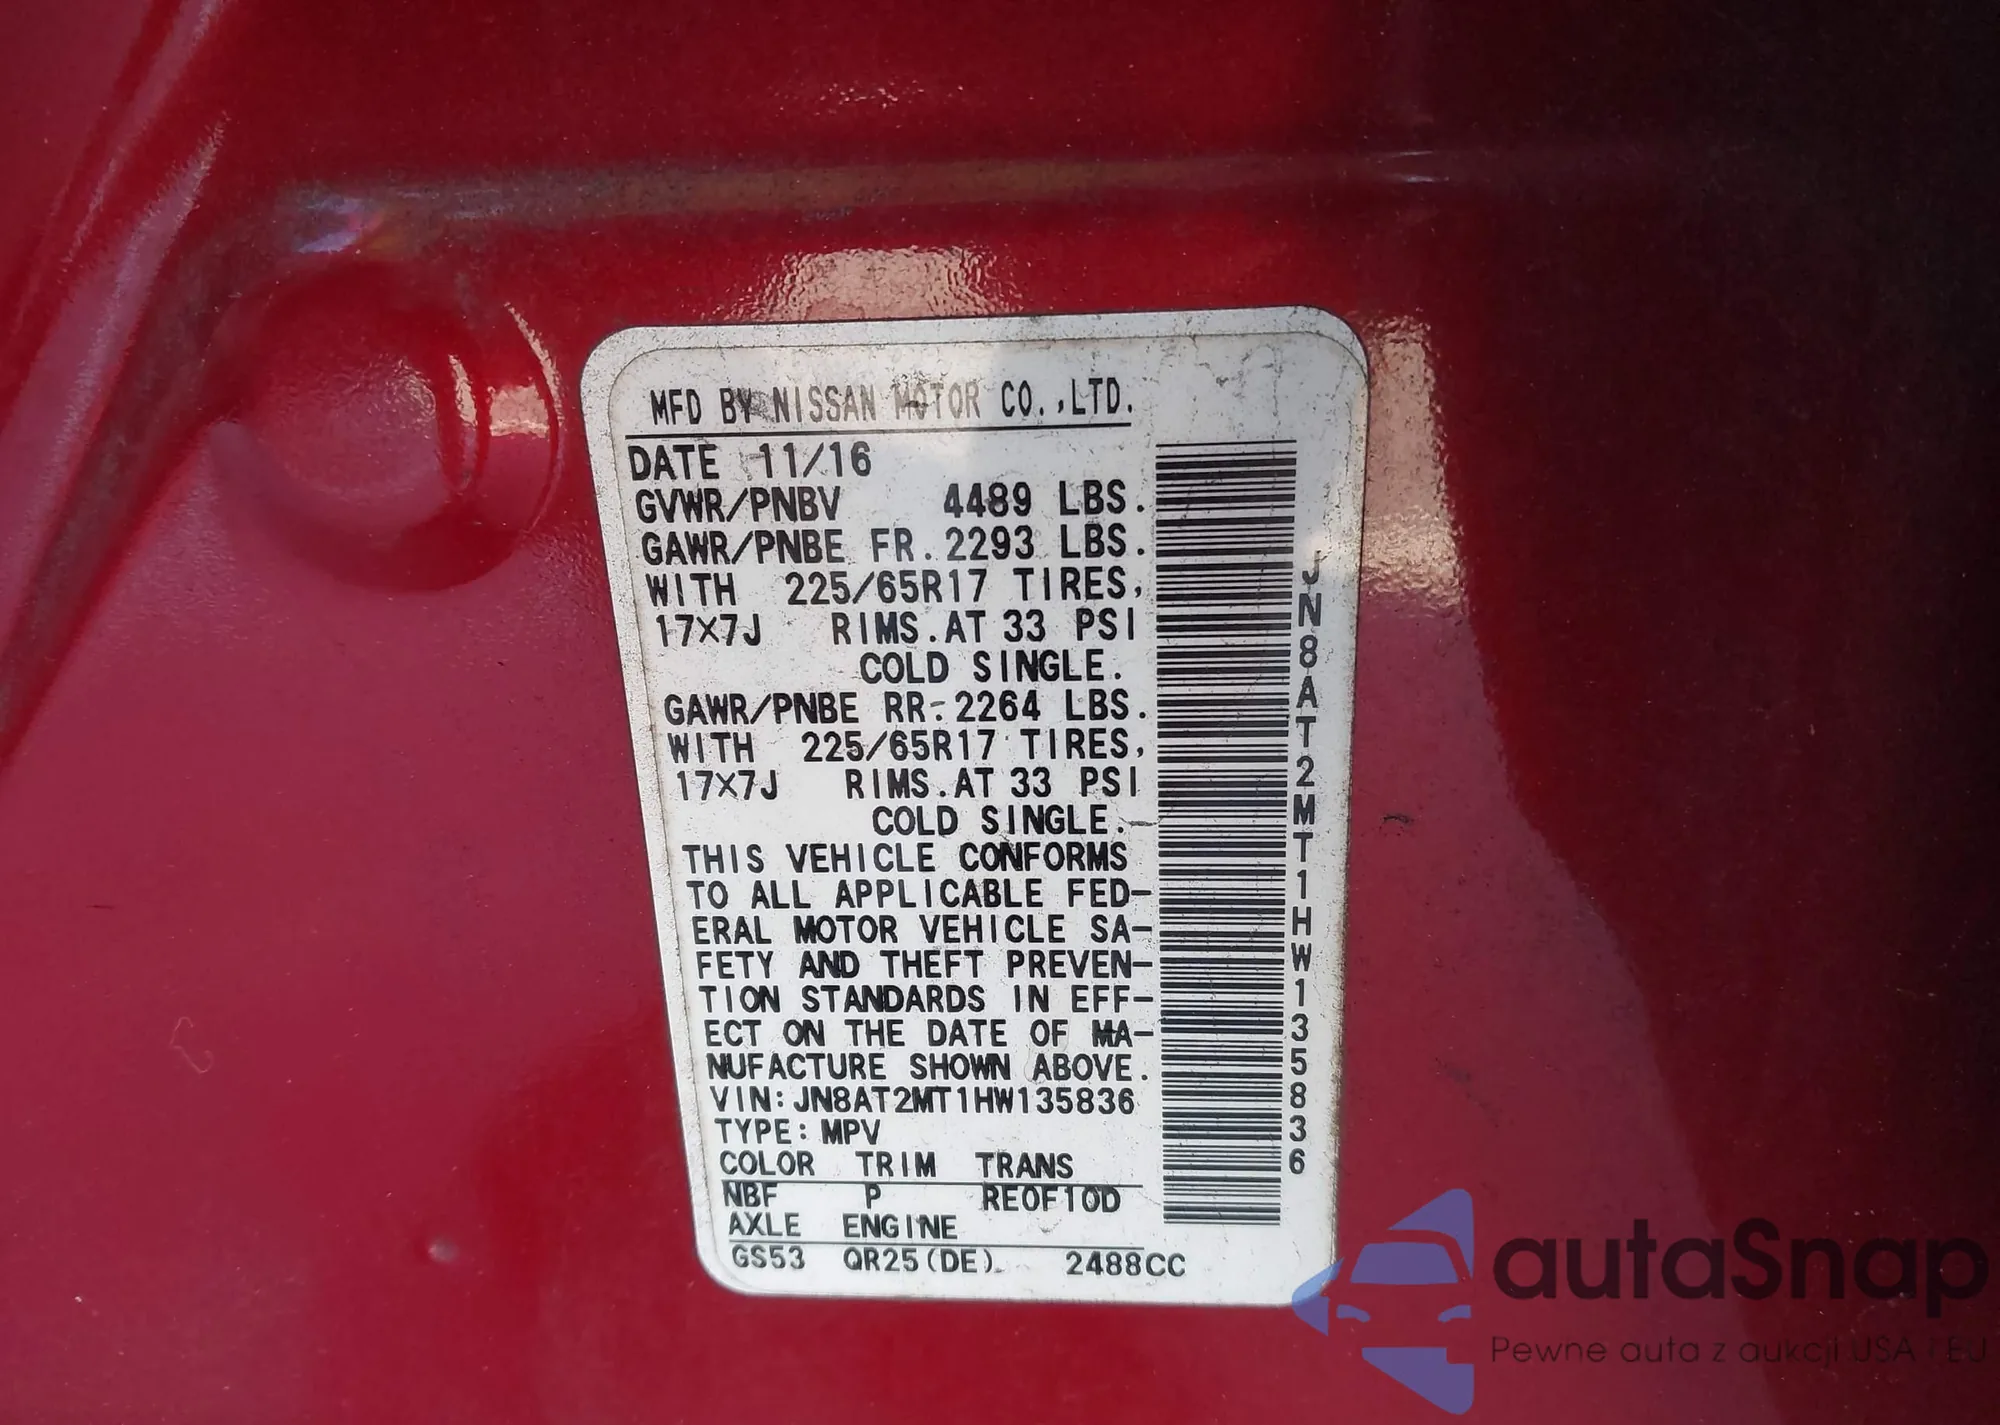 MFD BY NISSAN MOTOR CO.,LTD.
DATE 11/16
GVWR/PNBV 4489 LBS.
GAWR/PNBE FR. 2293 LBS.
WITH 225/65R17 TIRES,
17X7J RIMS. AT 33 PSI
COLD SINGLE.
GAWR/PNBE RR. 2264 LBS.
WITH 225/65R17 TIRES,
17X7J RIMS. AT 33 PSI
COLD SINGLE.
THIS VEHICLE CONFORMS
TO ALL APPLICABLE FED-
ERAL MOTOR VEHICLE SA-
FETY AND THEFT PREVEN-
TION STANDARDS IN EFF-
ECT ON THE DATE OF MA-
NUFACTURE SHOWN ABOVE.
VIN: JN8AT2MT1HW135836
TYPE: MPV
COLOR TRIM TRANS
NBF P RE0F10D
AXLE ENGINE
GS53 QR25(DE). 2488CC
JN8AT2MT1HW135836
autaSnap
Pewne auta z aukcji USA i EU